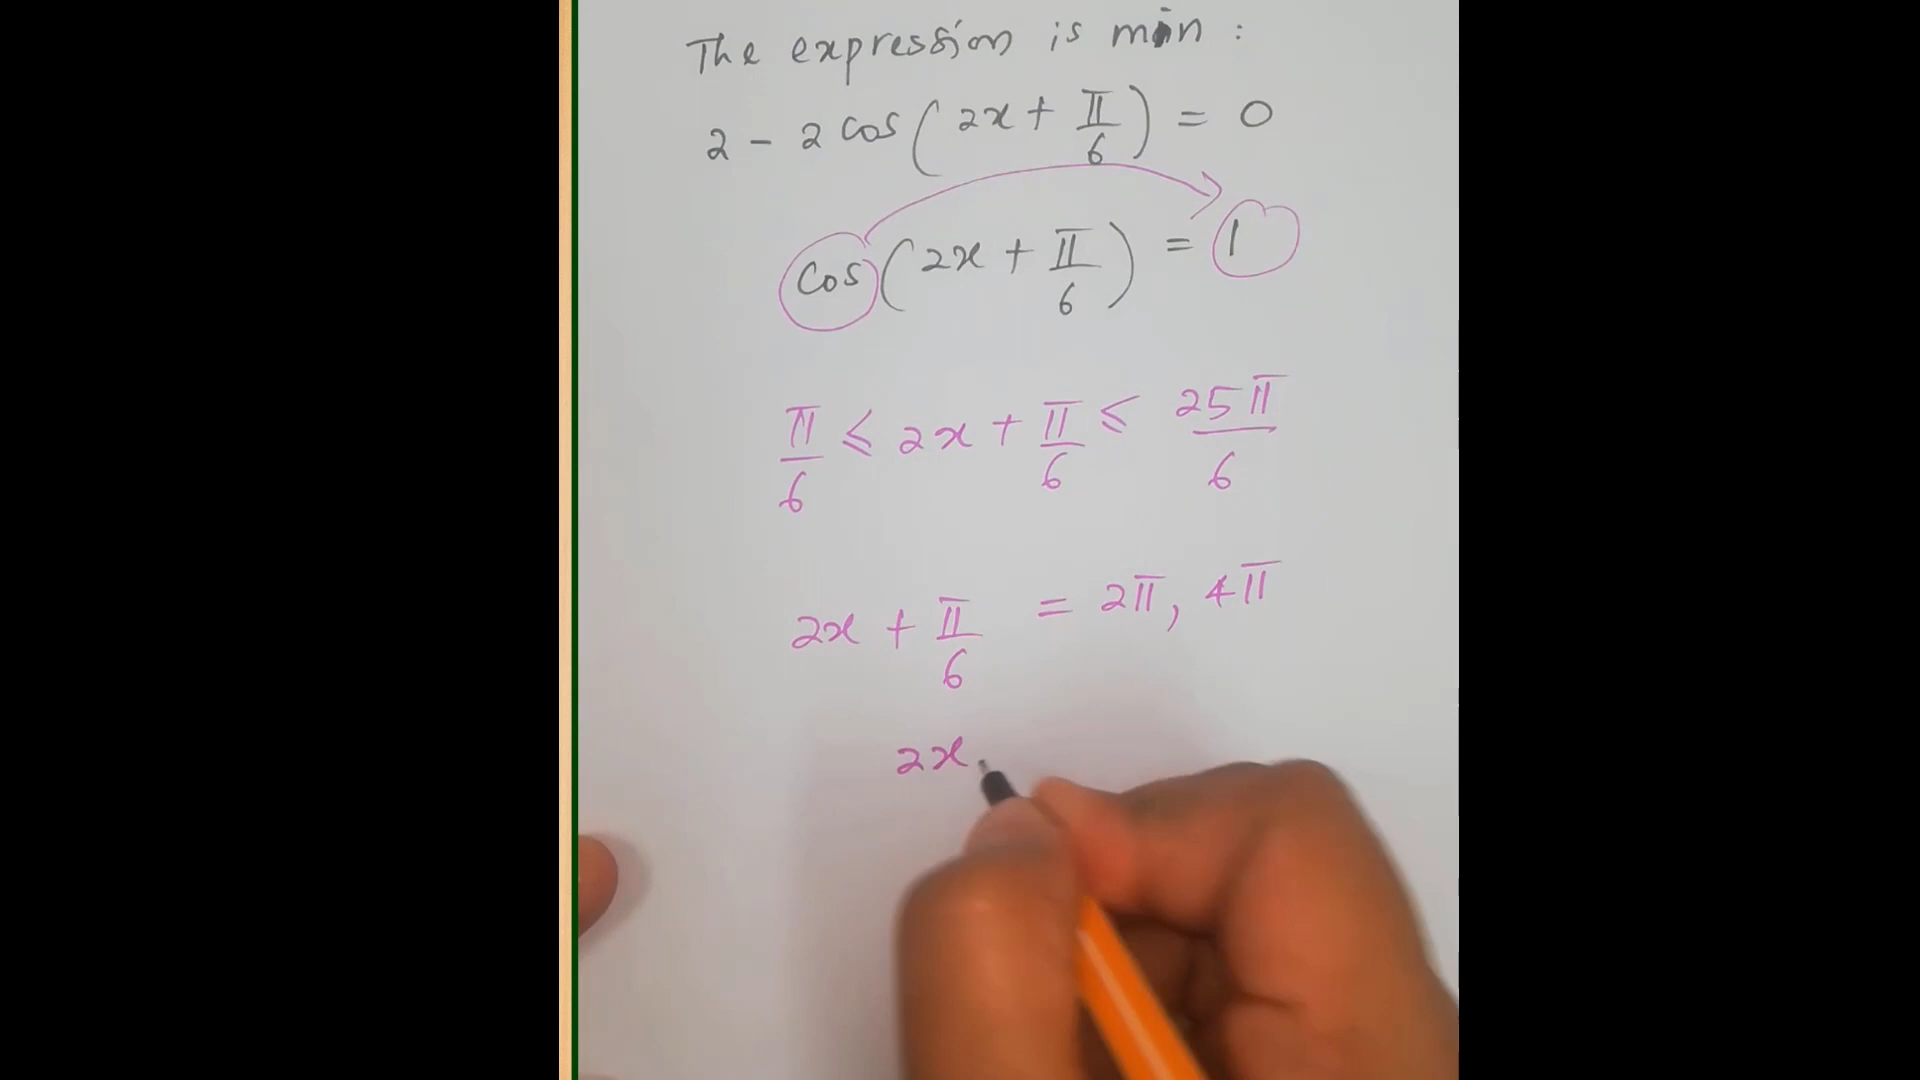 The expression is min :
2 - 2 cos ( 2x + π/6 ) = 0
cos ( 2x + π/6 ) = 1
π/6 ⩽ 2x + π/6 ⩽ 25π/6
2x + π/6 = 2π, 4π
2x